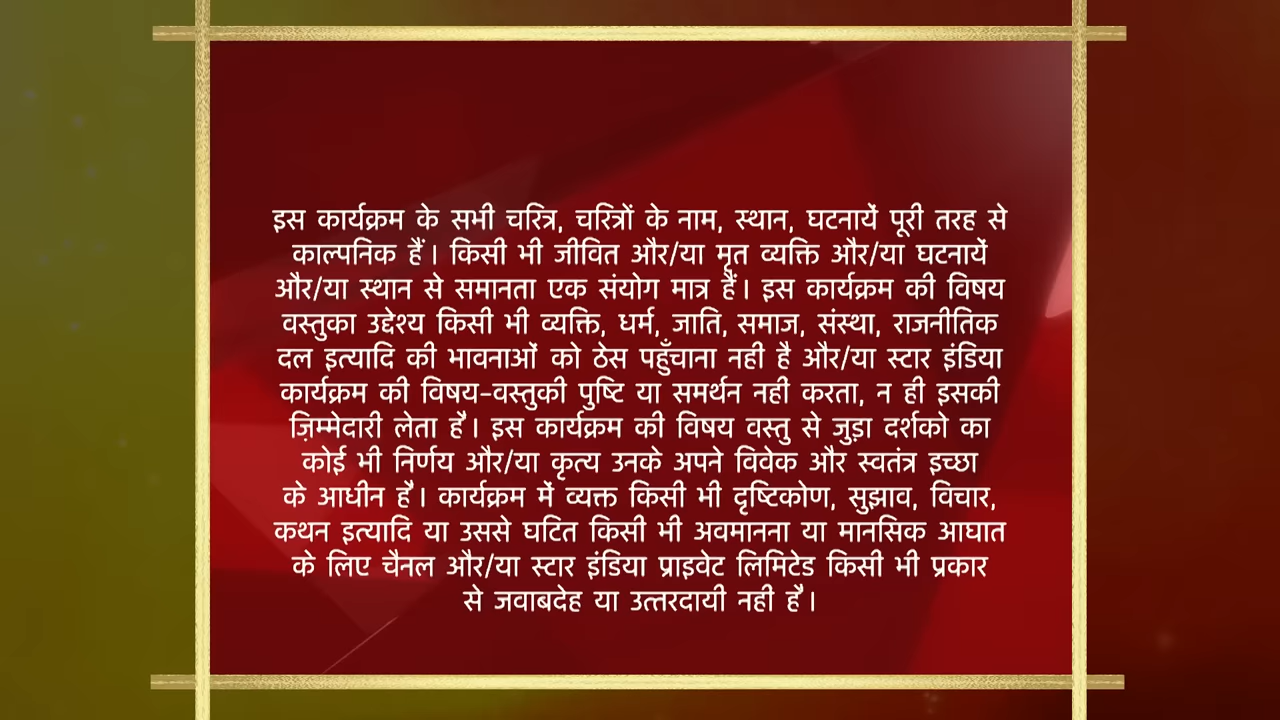 इस कार्यक्रम के सभी चरित्र, चरित्रों के नाम, स्थान, घटनायें पूरी तरह से
काल्पनिक हैं। किसी भी जीवित और/या मृत व्यक्ति और/या घटनायें
और/या स्थान से समानता एक संयोग मात्र हैं। इस कार्यक्रम की विषय
वस्तुका उद्देश्य किसी भी व्यक्ति, धर्म, जाति, समाज, संस्था, राजनीतिक
दल इत्यादि की भावनाओं को ठेस पहुँचाना नही है और/या स्टार इंडिया
कार्यक्रम की विषय-वस्तुकी पुष्टि या समर्थन नही करता, न ही इसकी
ज़िम्मेदारी लेता हैं। इस कार्यक्रम की विषय वस्तु से जुड़ा दर्शको का
कोई भी निर्णय और/या कृत्य उनके अपने विवेक और स्वतंत्र इच्छा
के आधीन हैं। कार्यक्रम में व्यक्त किसी भी दृष्टिकोण, सुझाव, विचार,
कथन इत्यादि या उससे घटित किसी भी अवमानना या मानसिक आघात
के लिए चैनल और/या स्टार इंडिया प्राइवेट लिमिटेड किसी भी प्रकार
से जवाबदेह या उत्तरदायी नही हैं।